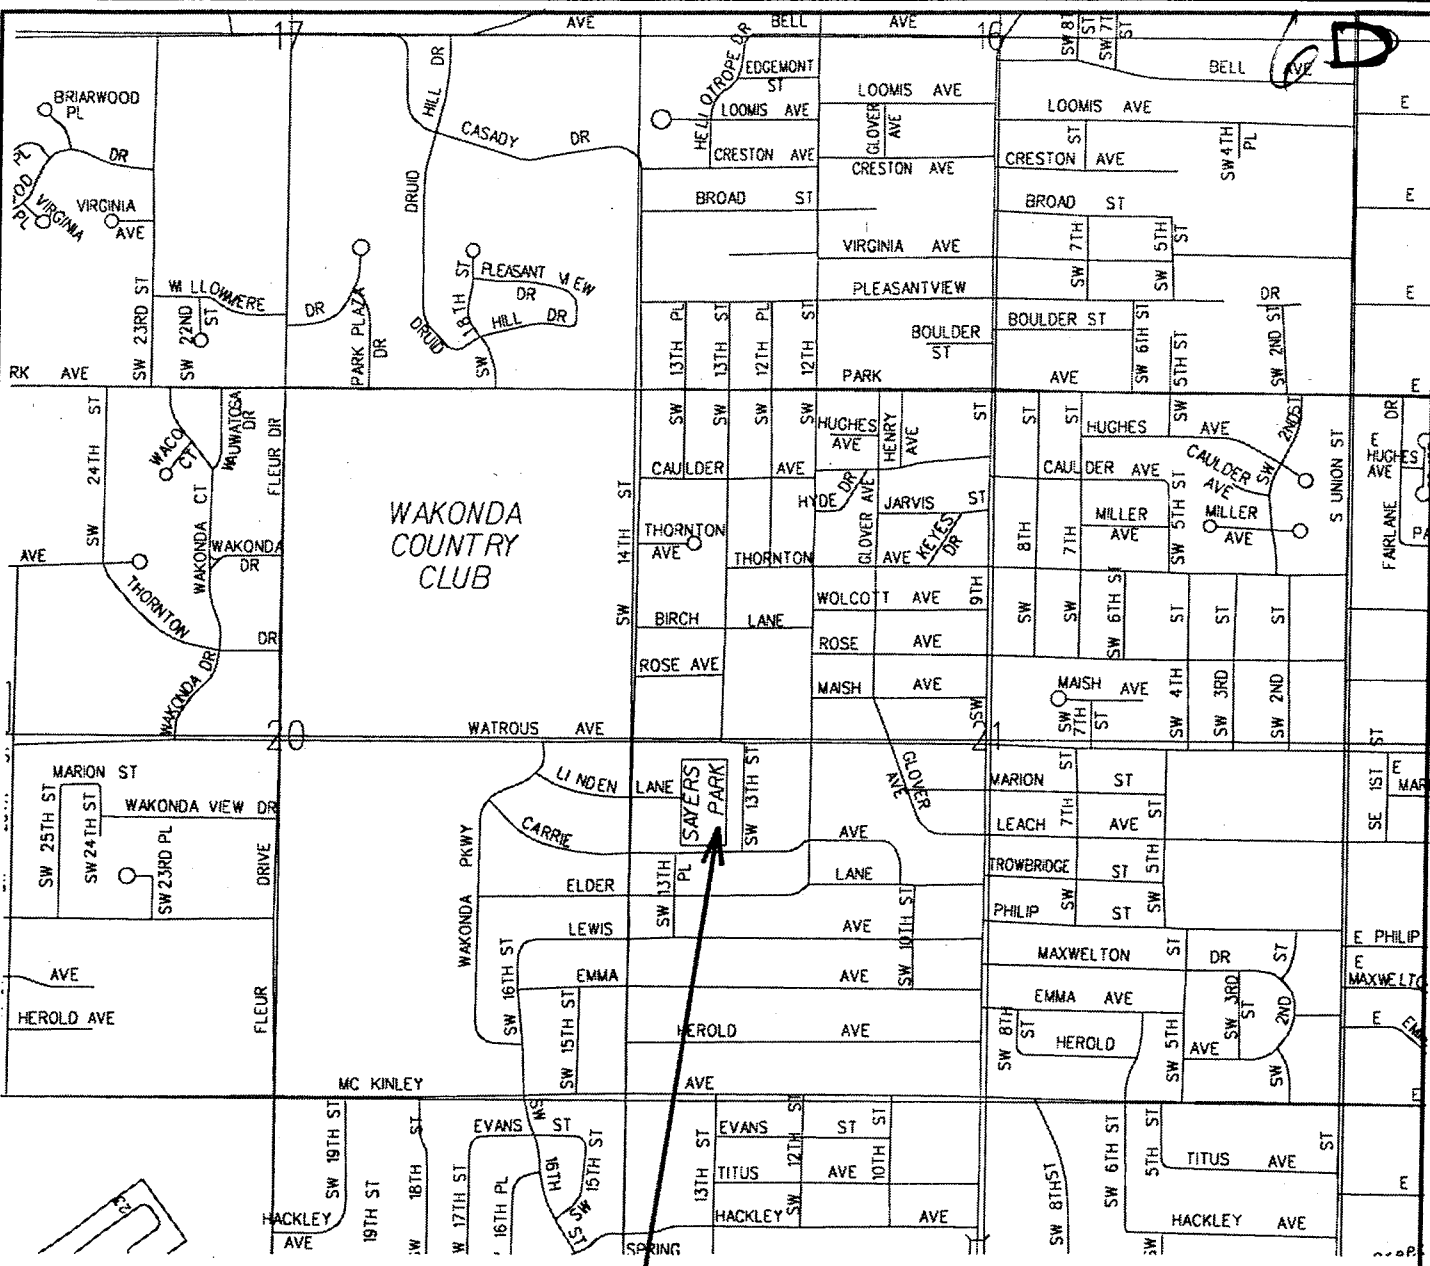 17
AVE
BELL
AVE
16
SW 8TH
ST
SW 7TH
ST
D
BELL
AVE
BRIARWOOD
PL
HILL
DR
HELIOTROPE DR
EDGEMONT
ST
LOOMIS AVE
LOOMIS AVE
LOOMIS AVE
E
GLOVER
AVE
CASADY
DR
PL
DR
CRESTON AVE
CRESTON AVE
CRESTON AVE
ST
SW 4TH
PL
DRUID
VIRGINIA
PL
VIRGINIA
AVE
BROAD ST
BROAD ST
E
VIRGINIA AVE
SW 7TH
SW 5TH
ST
WILLOWMERE
DR
SW 23RD ST
SW 22ND
ST
PARK PLAZA
DR
DRUID
18TH ST
SW
PLEASANT VIEW
DR
HILL DR
PLEASANTVIEW
DR
E
SW 13TH PL
SW 13TH ST
SW 12TH PL
SW 12TH ST
BOULDER
ST
BOULDER ST
SW 6TH ST
SW 5TH ST
SW 2ND ST
RK AVE
PARK
AVE
E
SW 24TH ST
WACO
CT
WAUWATOSA
DR
FLEUR DR
HUGHES
AVE
HENRY
AVE
ST
ST
ST
HUGHES AVE
SW 2ND ST
S UNION ST
DR
E
HUGHES
AVE
WAKONDA
COUNTRY
CLUB
CAULDER AVE
CAULDER AVE
CAULDER
AVE
HYDE DR
GLOVER AVE
JARVIS ST
KEYES
DR
MILLER
AVE
MILLER
AVE
SW 5TH ST
FAIRLANE
PA
THORNTON
AVE
THORNTON AVE
SW 14TH ST
AVE
WAKONDA CT
WAKONDA
DR
THORNTON
DR
WOLCOTT AVE
9TH
SW 8TH
SW 7TH
SW 6TH ST
ST
ST
ST
BIRCH LANE
ROSE AVE
ROSE AVE
MAISH AVE
MAISH AVE
SW
SW
7TH
ST
SW 4TH
SW 3RD
SW 2ND
WAKONDA DR
20
WATROUS AVE
21
ST
MARION ST
WAKONDA VIEW DR
SW 25TH ST
SW 24TH ST
SW 23RD PL
DRIVE
LINDEN LANE
SAYERS
PARK
SW 13TH ST
GLOVER
AVE
MARION ST
SE 1ST
E
MAR
CARRIE
AVE
LEACH AVE
7TH ST
SW
SW 5TH ST
WAKONDA PKWY
SW 13TH
PL
ELDER
LANE
TROWBRIDGE ST
PHILIP ST
LEWIS
AVE
SW 10TH ST
E PHILIP
AVE
SW 16TH ST
EMMA
AVE
MAXWELTON
DR
ST
ST
E
MAXWELTO
HEROLD AVE
FLEUR
SW 15TH ST
HEROLD
AVE
EMMA AVE
SW 8TH
ST
HEROLD
AVE
SW 5TH
SW 3RD
ST
2ND
SW
E
EMM
MC KINLEY
AVE
E
SW 19TH ST
ST
SW 18TH
EVANS ST
SW
16TH
ST
SW 15TH ST
EVANS ST
SW 12TH ST
10TH ST
13TH ST
TITUS AVE
SW 6TH ST
5TH ST
SW
TITUS AVE
ST
E
HACKLEY
AVE
19TH ST
W 17TH ST
16TH PL
SPRING
HACKLEY
AVE
SW 8TH ST
HACKLEY AVE